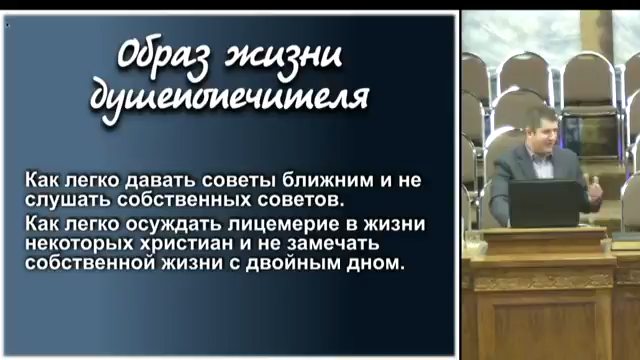 Образ жизни
душепопечителя
Как легко давать советы ближним и не
слушать собственных советов.
Как легко осуждать лицемерие в жизни
некоторых христиан и не замечать
собственной жизни с двойным дном.